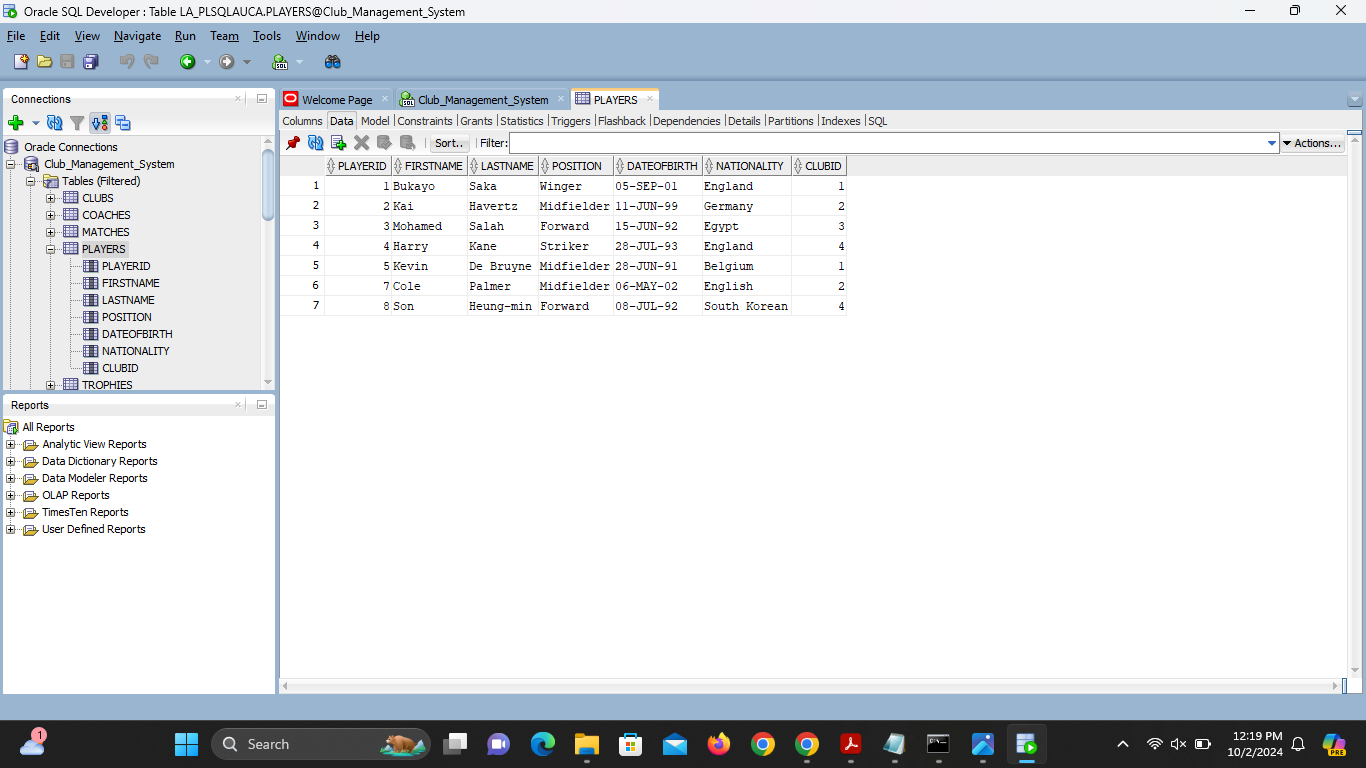 Oracle SQL Developer : Table LA_PLSQLAUCA.PLAYERS@Club_Management_System
File Edit View Navigate Run Team Tools Window Help
Connections
Oracle Connections
Club_Management_System
Tables (Filtered)
CLUBS
COACHES
MATCHES
PLAYERS
PLAYERID
FIRSTNAME
LASTNAME
POSITION
DATEOFBIRTH
NATIONALITY
CLUBID
TROPHIES
Reports
All Reports
Analytic View Reports
Data Dictionary Reports
Data Modeler Reports
OLAP Reports
TimesTen Reports
User Defined Reports
Welcome Page Club_Management_System PLAYERS
Columns Data Model Constraints Grants Statistics Triggers Flashback Dependencies Details Partitions Indexes SQL
Sort.. Filter: Actions...
PLAYERID FIRSTNAME LASTNAME POSITION DATEOFBIRTH NATIONALITY CLUBID
1 1 Bukayo Saka Winger 05-SEP-01 England 1
2 2 Kai Havertz Midfielder 11-JUN-99 Germany 2
3 3 Mohamed Salah Forward 15-JUN-92 Egypt 3
4 4 Harry Kane Striker 28-JUL-93 England 4
5 5 Kevin De Bruyne Midfielder 28-JUN-91 Belgium 1
6 7 Cole Palmer Midfielder 06-MAY-02 English 2
7 8 Son Heung-min Forward 08-JUL-92 South Korean 4
1
Search
12:19 PM
10/2/2024
PRE